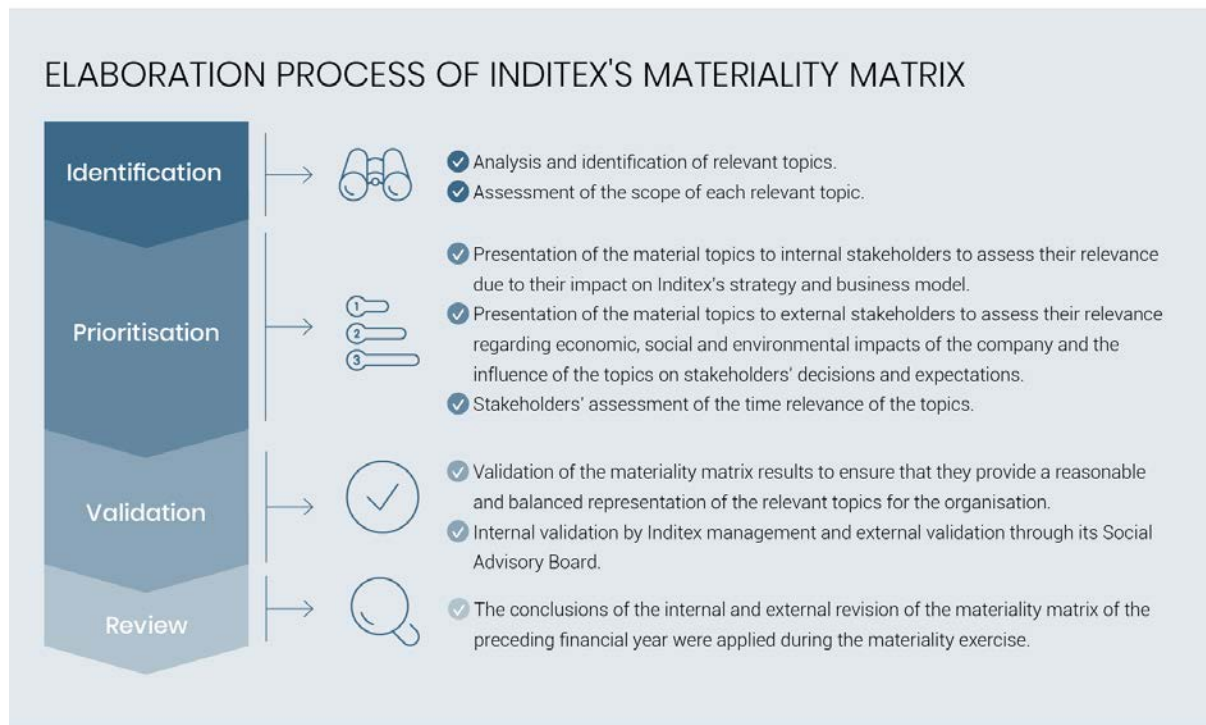 ELABORATION PROCESS OF INDITEX'S MATERIALITY MATRIX
Identification
Analysis and identification of relevant topics.
Assessment of the scope of each relevant topic.
Prioritisation
1
2
3
Presentation of the material topics to internal stakeholders to assess their relevance
due to their impact on Inditex's strategy and business model.
Presentation of the material topics to external stakeholders to assess their relevance
regarding economic, social and environmental impacts of the company and the
influence of the topics on stakeholders' decisions and expectations.
Stakeholders' assessment of the time relevance of the topics.
Validation
Validation of the materiality matrix results to ensure that they provide a reasonable
and balanced representation of the relevant topics for the organisation.
Internal validation by Inditex management and external validation through its Social
Advisory Board.
Review
The conclusions of the internal and external revision of the materiality matrix of the
preceding financial year were applied during the materiality exercise.